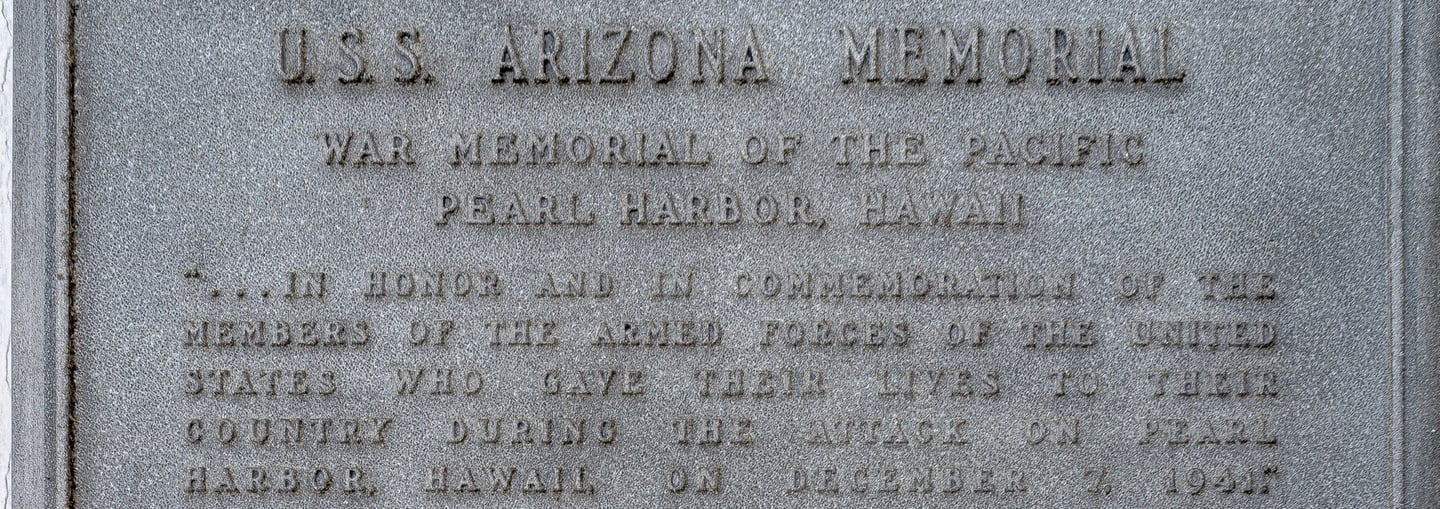 U.S.S. ARIZONA MEMORIAL
WAR MEMORIAL OF THE PACIFIC
PEARL HARBOR, HAWAII
"...IN HONOR AND IN COMMEMORATION OF THE
MEMBERS OF THE ARMED FORCES OF THE UNITED
STATES WHO GAVE THEIR LIVES TO THEIR
COUNTRY DURING THE ATTACK ON PEARL
HARBOR, HAWAII, ON DECEMBER 7, 1941."